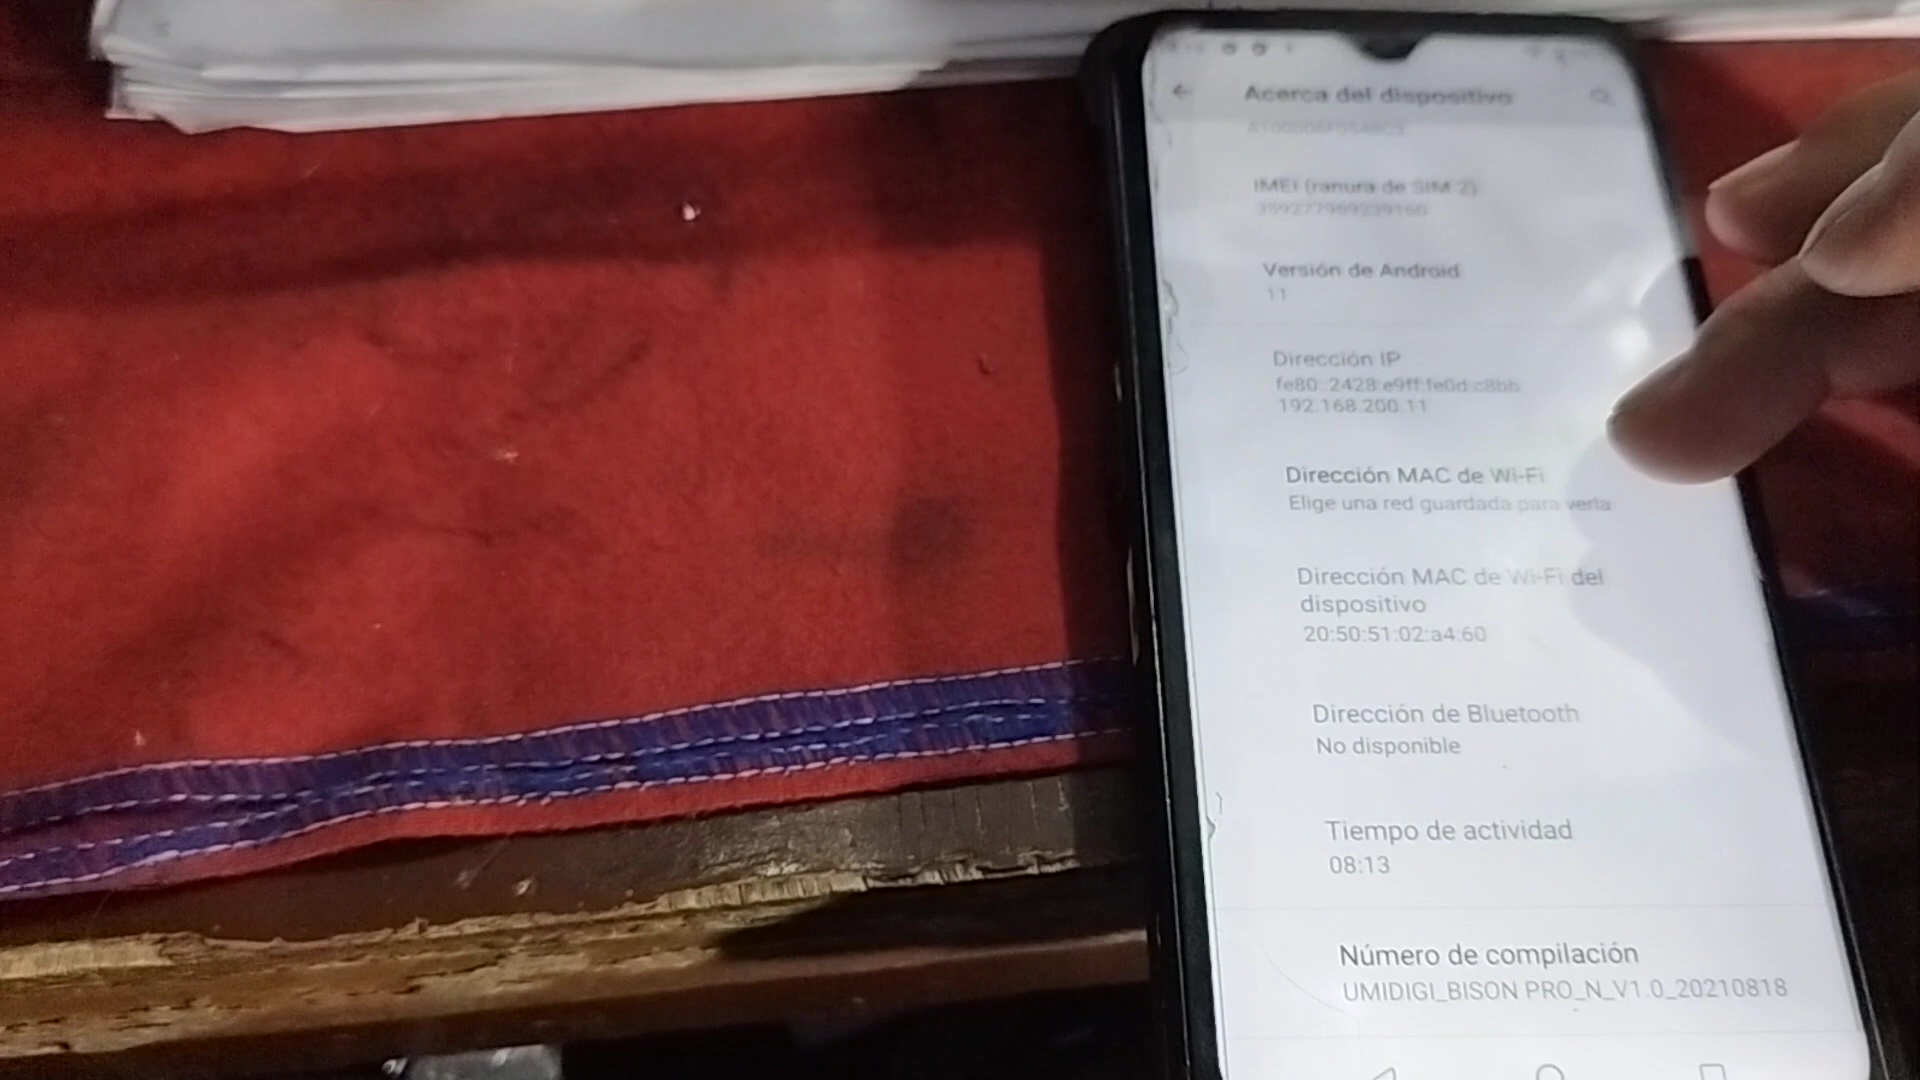 Acerca del dispositivo
IMEI (ranura de SIM 2)
359277969239160
Versión de Android
11
Dirección IP
fe80::2428:e9ff:fe0d:c8bb
192.168.200.11
Dirección MAC de Wi-Fi
Elige una red guardada para verla
Dirección MAC de Wi-Fi del
dispositivo
20:50:51:02:a4:60
Dirección de Bluetooth
No disponible
Tiempo de actividad
08:13
Número de compilación
UMIDIGI_BISON PRO_N_V1.0_20210818